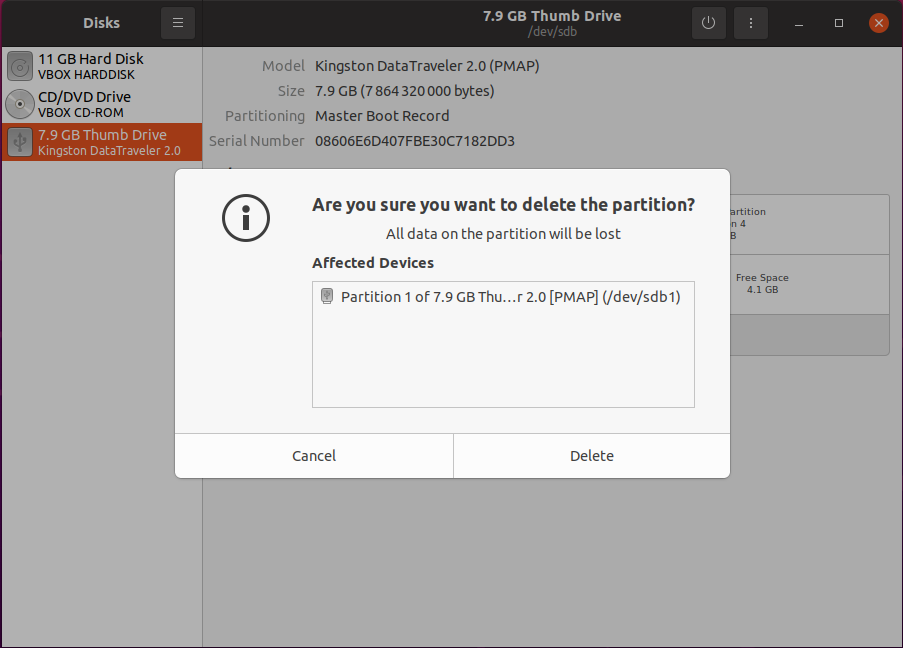 Disks
7.9 GB Thumb Drive
/dev/sdb
11 GB Hard Disk
VBOX HARDDISK
CD/DVD Drive
VBOX CD-ROM
7.9 GB Thumb Drive
Kingston DataTraveler 2.0
Model Kingston DataTraveler 2.0 (PMAP)
Size 7.9 GB (7 864 320 000 bytes)
Partitioning Master Boot Record
Serial Number 08606E6D407FBE30C7182DD3
Are you sure you want to delete the partition?
All data on the partition will be lost
Affected Devices
Partition 1 of 7.9 GB Thu…r 2.0 [PMAP] (/dev/sdb1)
Cancel
Delete
artition
n 4
B
Free Space
4.1 GB